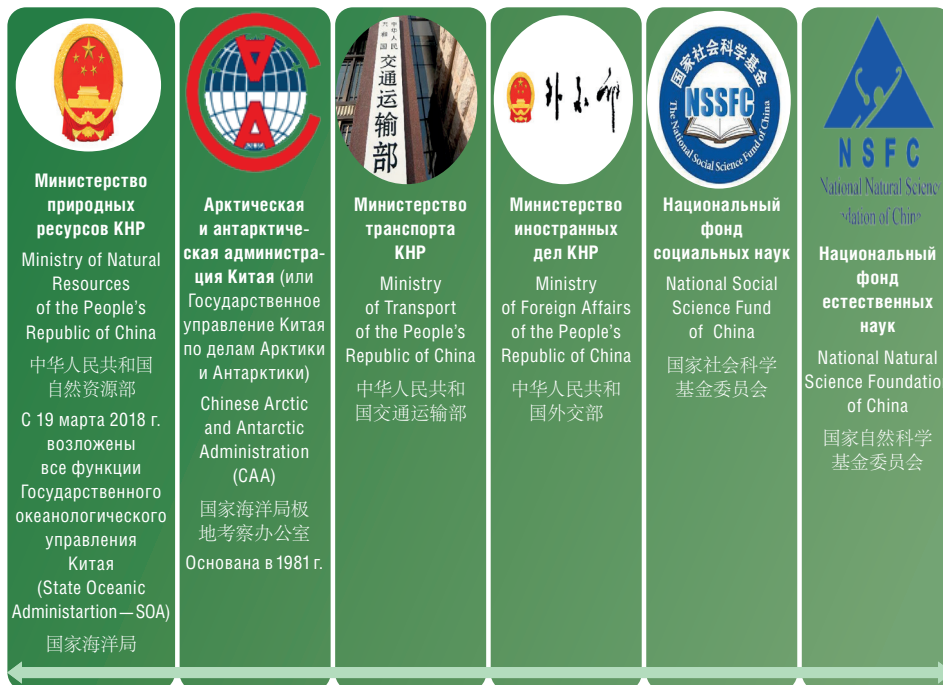 Министерство
природных
ресурсов КНР
Ministry of Natural
Resources
of the People's
Republic of China
中华人民共和国
自然资源部
С 19 марта 2018 г.
возложены
все функции
Государственного
океанологического
управления
Китая
(State Oceanic
Administartion—SOA)
国家海洋局
CAA
Арктическая
и антарктиче-
ская администра-
ция Китая (или
Государственное
управление Китая
по делам Арктики
и Антарктики)
Chinese Arctic
and Antarctic
Administration
(CAA)
国家海洋局极
地考察办公室
Основана в 1981 г.
中华人民
共和国
交通运输部
Министерство
транспорта
КНР
Ministry
of Transport
of the People's
Republic of China
中华人民共和
国交通运输部
外交部
Министерство
иностранных
дел КНР
Ministry
of Foreign Affairs
of the People's
Republic of China
中华人民共和
国外交部
国家社会科学基金
NSSFC
The National Social Science Fund of China
Национальный
фонд
социальных наук
National Social
Science Fund
of China
国家社会科学
基金委员会
NSFC
National Natural Scienc
dation of China
Национальный
фонд
естественных
наук
National Natural
Science Foundatio
of China
国家自然科学
基金委员会